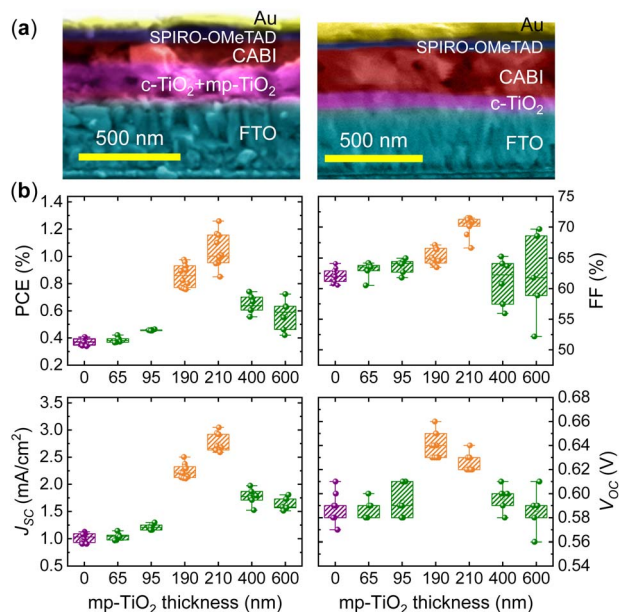 (a)
Au
SPIRO-OMeTAD
CABI
c-TiO₂+mp-TiO₂
FTO
500 nm
Au
SPIRO-OMeTAD
CABI
c-TiO₂
FTO
500 nm
(b)
PCE (%)
1.4
1.2
1.0
0.8
0.6
0.4
0.2
0 65 95 190 210 400 600
FF (%)
75
70
65
60
55
50
0 65 95 190 210 400 600
J_SC (mA/cm²)
3.5
3.0
2.5
2.0
1.5
1.0
0.5
0 65 95 190 210 400 600
mp-TiO₂ thickness (nm)
V_OC (V)
0.68
0.66
0.64
0.62
0.60
0.58
0.56
0 65 95 190 210 400 600
mp-TiO₂ thickness (nm)